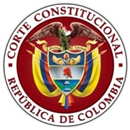 CORTE CONSTITUCIONAL
REPÚBLICA DE COLOMBIA